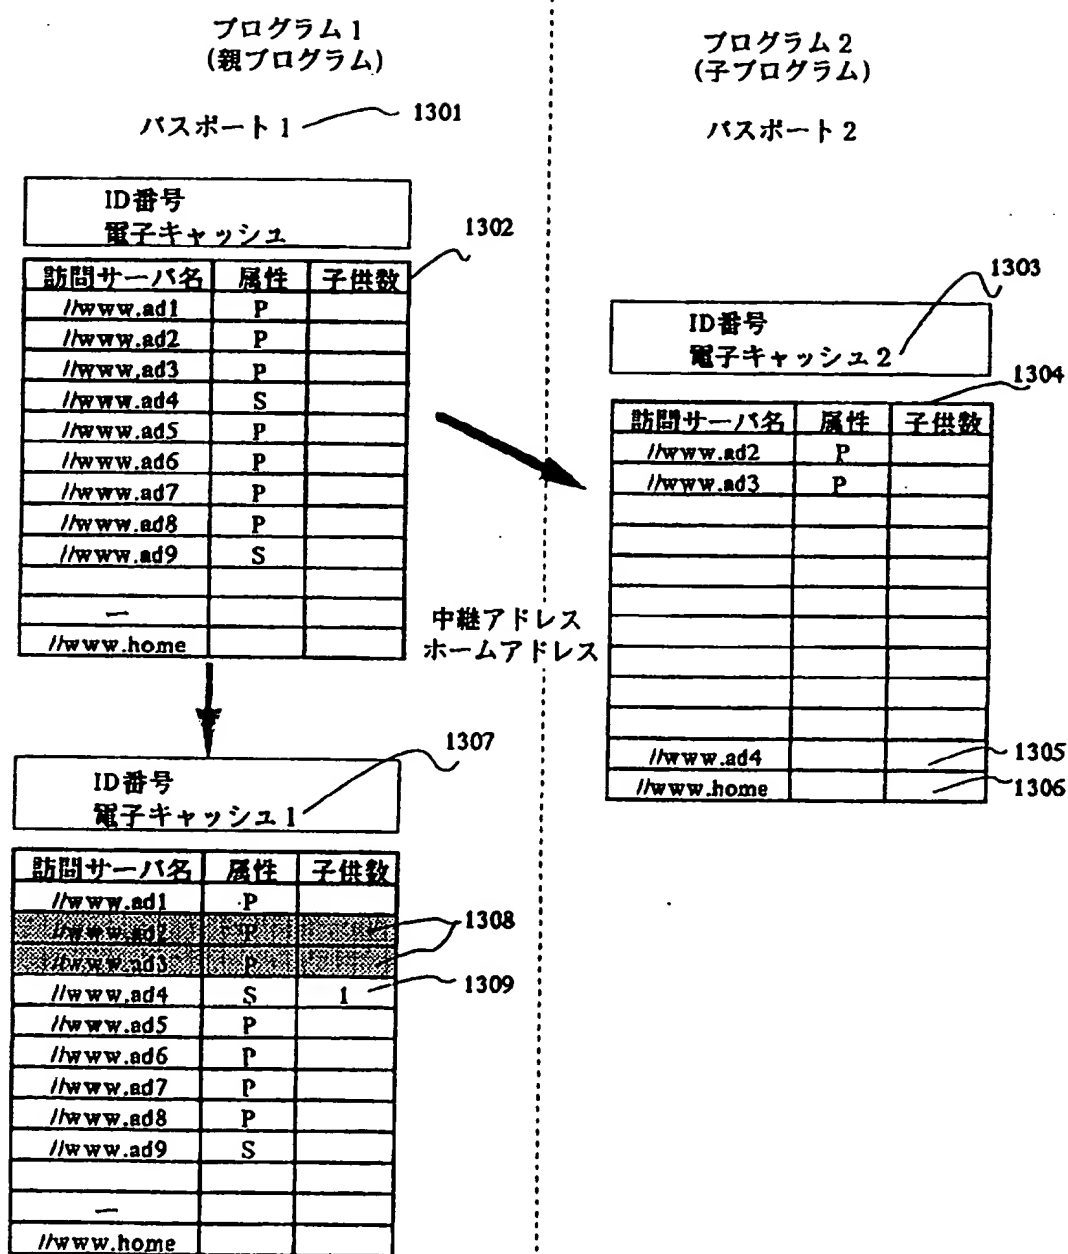 プログラム1
(親プログラム)
パスポート1
1301
ID番号
電子キャッシュ
1302
訪問サーバ名 属性 子供数
//www.ad1 P
//www.ad2 P
//www.ad3 P
//www.ad4 S
//www.ad5 P
//www.ad6 P
//www.ad7 P
//www.ad8 P
//www.ad9 S
—
//www.home
中継アドレス
ホームアドレス
プログラム2
(子プログラム)
パスポート2
1303
ID番号
電子キャッシュ2
1304
訪問サーバ名 属性 子供数
//www.ad2 P
//www.ad3 P
//www.ad4
1305
//www.home
1306
1307
ID番号
電子キャッシュ1
訪問サーバ名 属性 子供数
//www.ad1 P
//www.ad2 P
1308
//www.ad3 P
//www.ad4 S 1
1309
//www.ad5 P
//www.ad6 P
//www.ad7 P
//www.ad8 P
//www.ad9 S
—
//www.home